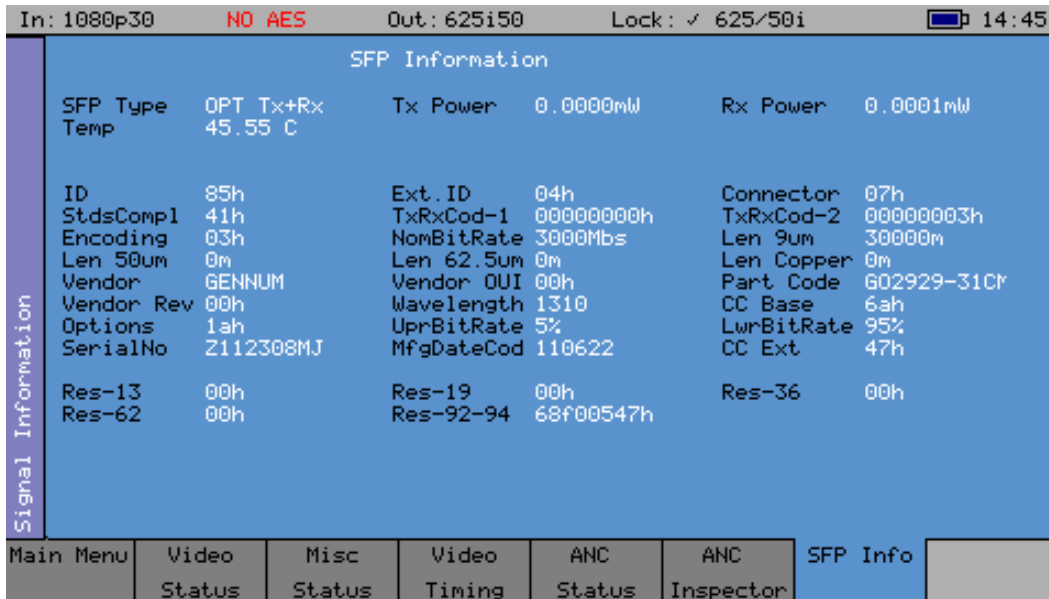 In: 1080p30 NO AES Out: 625i50 Lock: ✓ 625/50i 14:45
SFP Information
SFP Type OPT Tx+Rx Tx Power 0.0000mW Rx Power 0.0001mW
Temp 45.55 C
ID 85h Ext.ID 04h Connector 07h
StdsCompl 41h TxRxCod-1 00000000h TxRxCod-2 00000003h
Encoding 03h NomBitRate 3000Mbs Len 9um 30000m
Len 50um 0m Len 62.5um 0m Len Copper 0m
Vendor GENNUM Vendor OUI 00h Part Code GO2929-31CM
Vendor Rev 00h Wavelength 1310 CC Base 6ah
Options 1ah UprBitRate 5% LwrBitRate 95%
SerialNo Z112308MJ MfgDateCod 110622 CC Ext 47h
Res-13 00h Res-19 00h Res-36 00h
Res-62 00h Res-92-94 68f00547h
Signal Information
Main Menu Video Misc Video ANC ANC SFP Info
Status Status Timing Status Inspector